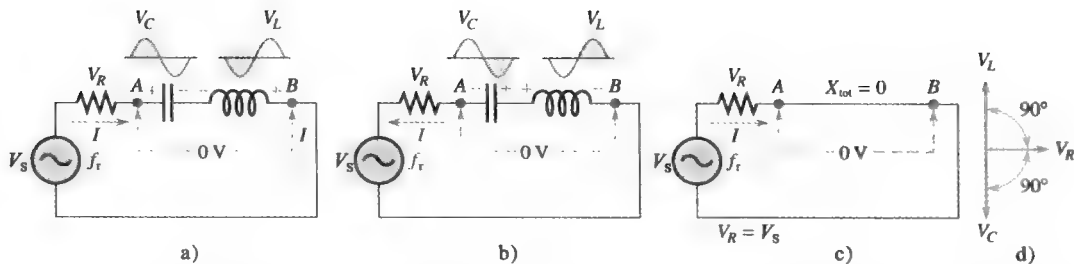 V_C V_L
V_R A B
I I
0 V
V_S f_r
a)
V_C V_L
V_R A B
I
0 V
V_S f_r
b)
V_R A X_tot = 0 B
I
0 V
V_S f_r
V_R = V_S
c)
V_L
90°
V_R
90°
V_C
d)